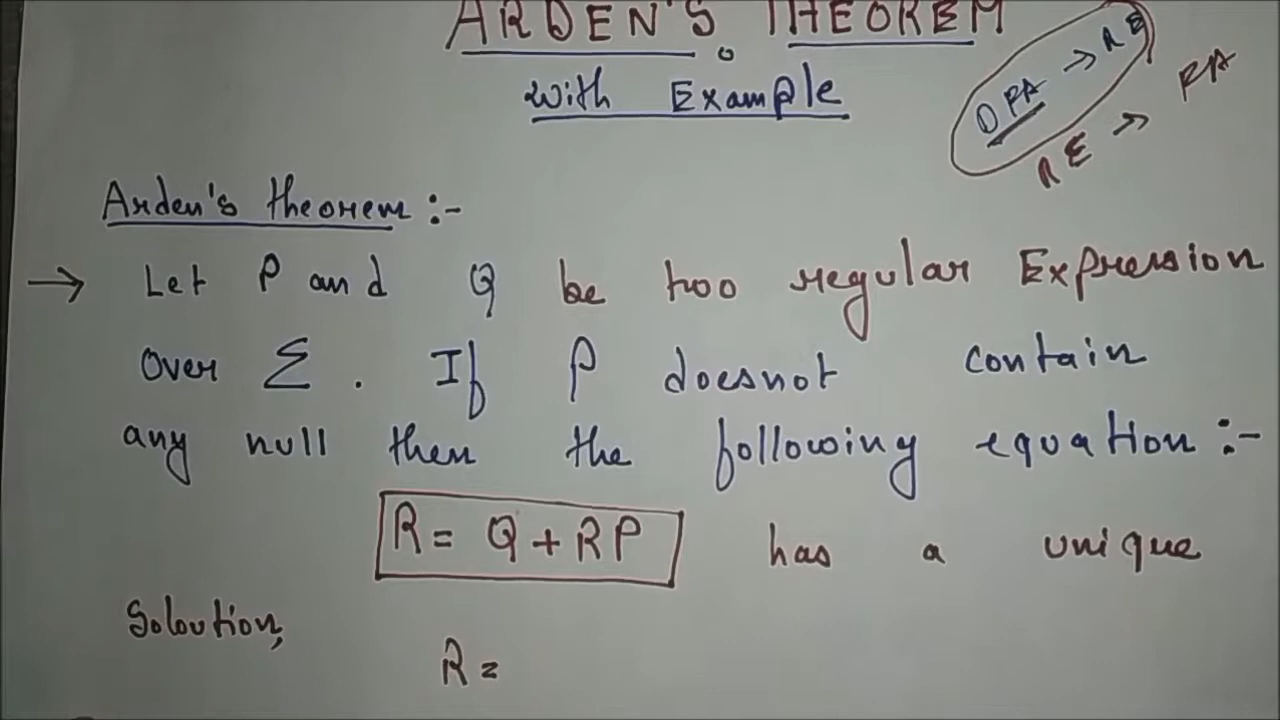 ARDEN'S THEOREM
with Example
DFA → RE
RE → FA
Arden's theorem :-
→ Let P and Q be two regular Expression
Over Σ . If P doesnot contain
any null then the following equation :-
R = Q + RP has a unique
Soloution,
R =